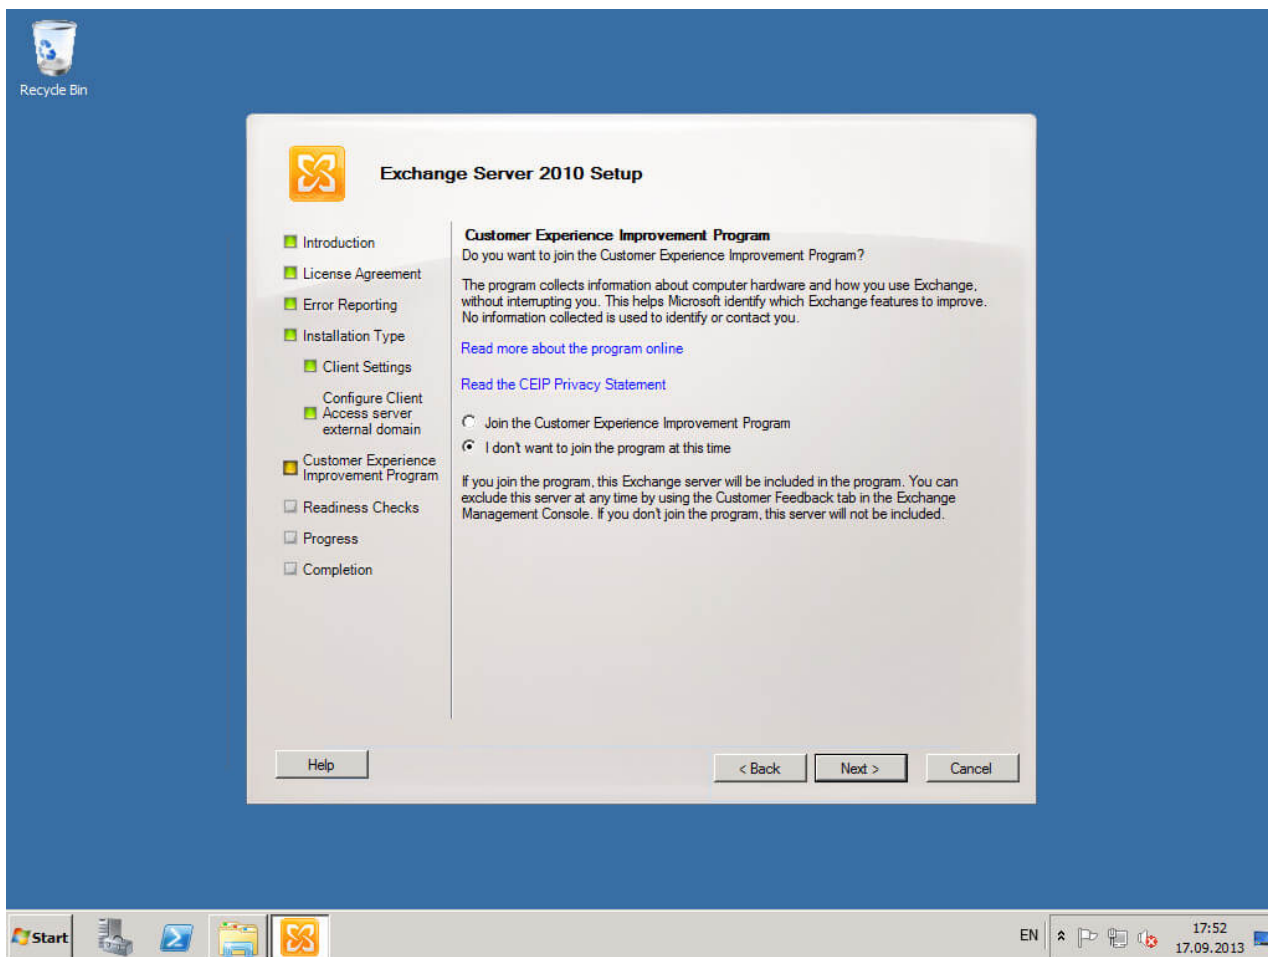 Recycle Bin
Exchange Server 2010 Setup
Introduction
License Agreement
Error Reporting
Installation Type
Client Settings
Configure Client
Access server
external domain
Customer Experience
Improvement Program
Readiness Checks
Progress
Completion
Customer Experience Improvement Program
Do you want to join the Customer Experience Improvement Program?
The program collects information about computer hardware and how you use Exchange,
without interrupting you. This helps Microsoft identify which Exchange features to improve.
No information collected is used to identify or contact you.
Read more about the program online
Read the CEIP Privacy Statement
Join the Customer Experience Improvement Program
I don't want to join the program at this time
If you join the program, this Exchange server will be included in the program. You can
exclude this server at any time by using the Customer Feedback tab in the Exchange
Management Console. If you don't join the program, this server will not be included.
Help
< Back
Next >
Cancel
Start
EN
17:52
17.09.2013